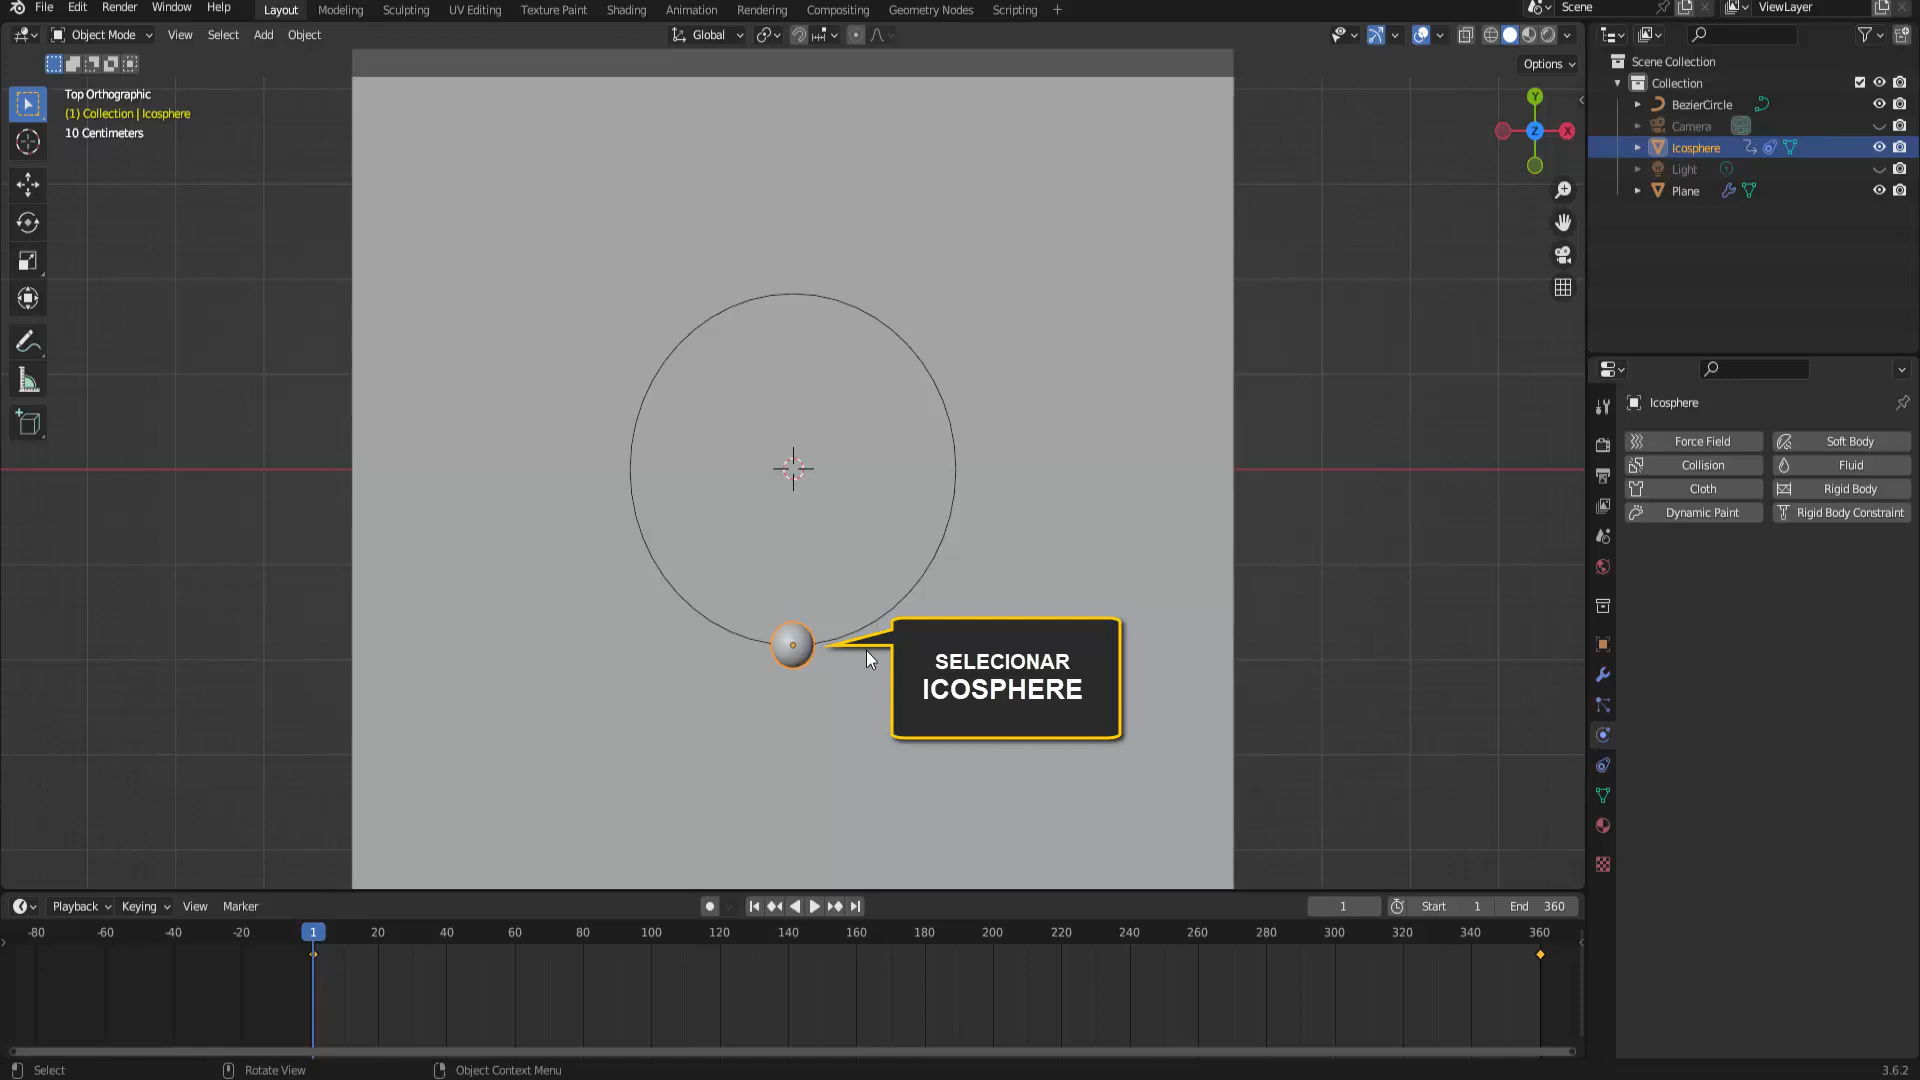 File Edit Render Window Help Layout Modeling Sculpting UV Editing Texture Paint Shading Animation Rendering Compositing Geometry Nodes Scripting + Scene ViewLayer
Object Mode View Select Add Object Global
Options
Top Orthographic
(1) Collection | Icosphere
10 Centimeters
Y
Z X
Scene Collection
Collection
BezierCircle
Camera
Icosphere
Light
Plane
Icosphere
Force Field Soft Body
Collision Fluid
Cloth Rigid Body
Dynamic Paint Rigid Body Constraint
SELECIONAR
ICOSPHERE
Playback Keying View Marker 1 Start 1 End 360
-80 -60 -40 -20 1 20 40 60 80 100 120 140 160 180 200 220 240 260 280 300 320 340 360
Select Rotate View Object Context Menu 3.6.2